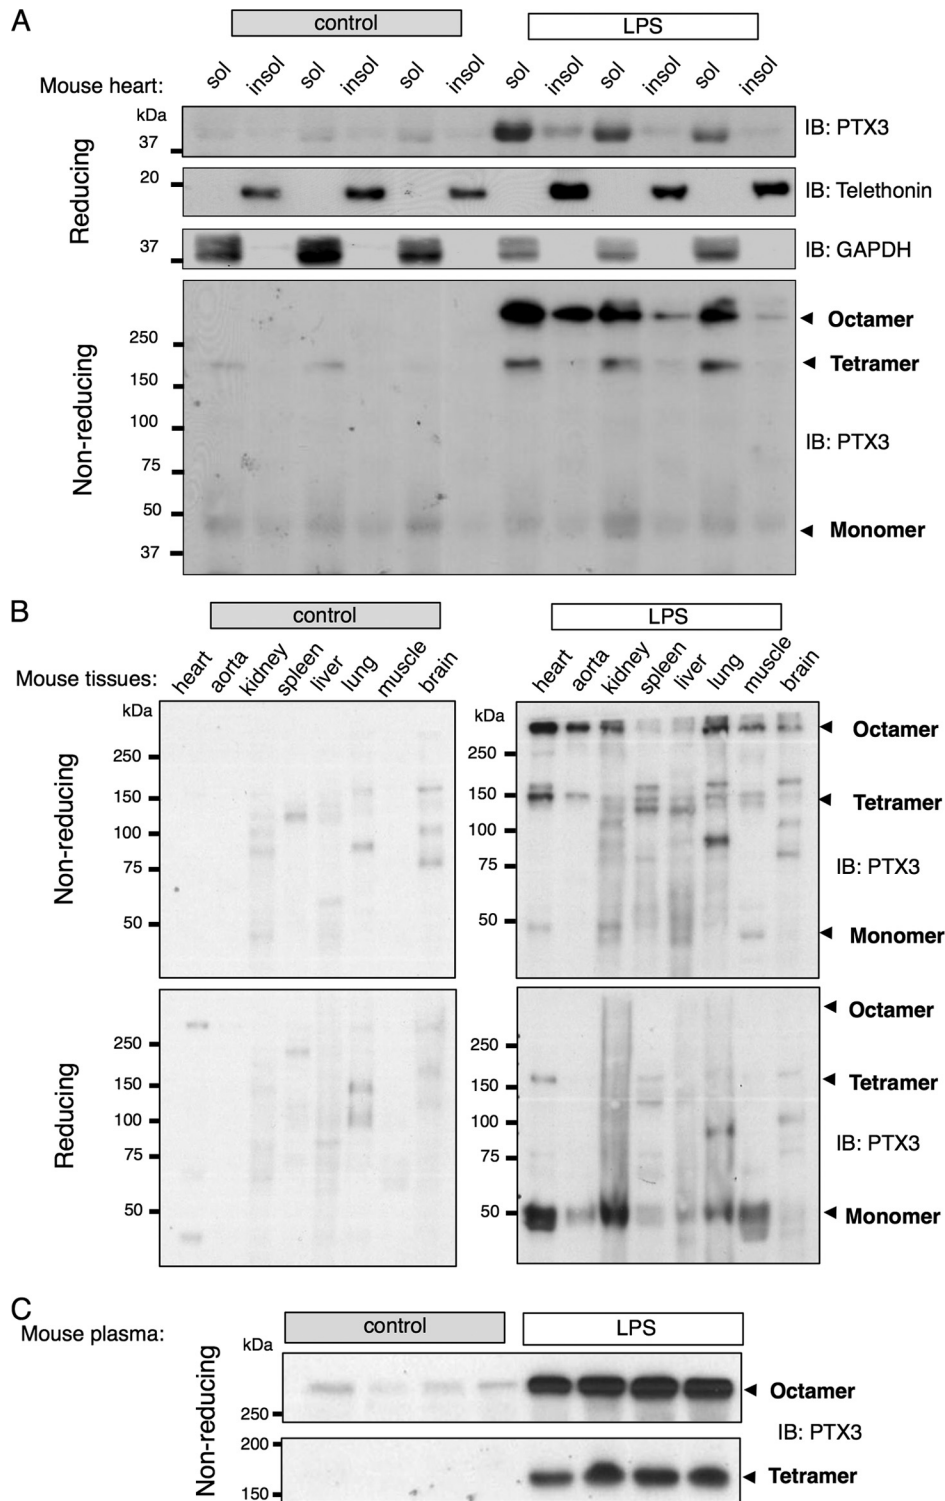 A
control LPS
Mouse heart: sol insol sol insol sol insol sol insol sol insol sol insol
Reducing
kDa
37
IB: PTX3
20
IB: Telethonin
37
IB: GAPDH
Non-reducing
Octamer
250
Tetramer
150
100
IB: PTX3
75
50
Monomer
37
B
control LPS
Mouse tissues: heart aorta kidney spleen liver lung muscle brain heart aorta kidney spleen liver lung muscle brain
Non-reducing
kDa kDa
Octamer
250 250
150 150
Tetramer
100 100
75 75
IB: PTX3
50 50
Monomer
Reducing
Octamer
250 250
150 150
Tetramer
100 100
75 75
IB: PTX3
50 50
Monomer
C
Mouse plasma:
control LPS
Non-reducing
kDa
Octamer
250
IB: PTX3
200
Tetramer
150